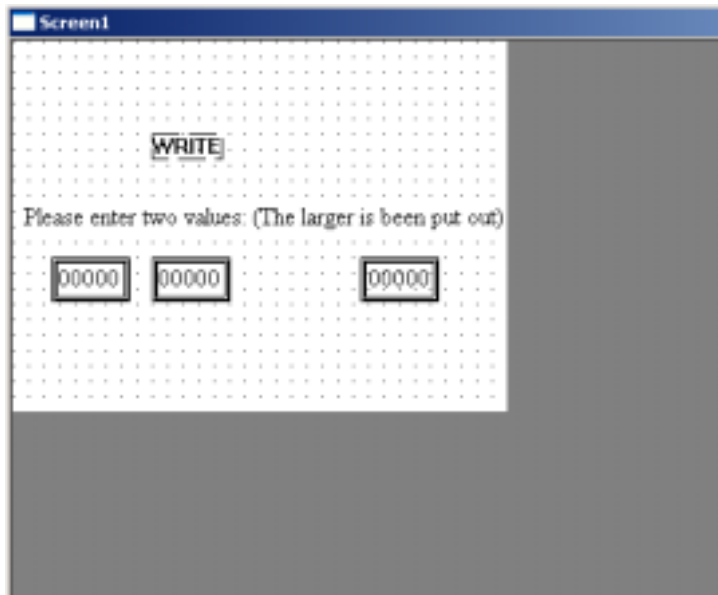 Screen1
WRITE
Please enter two values: (The larger is been put out)
00000 00000 00000